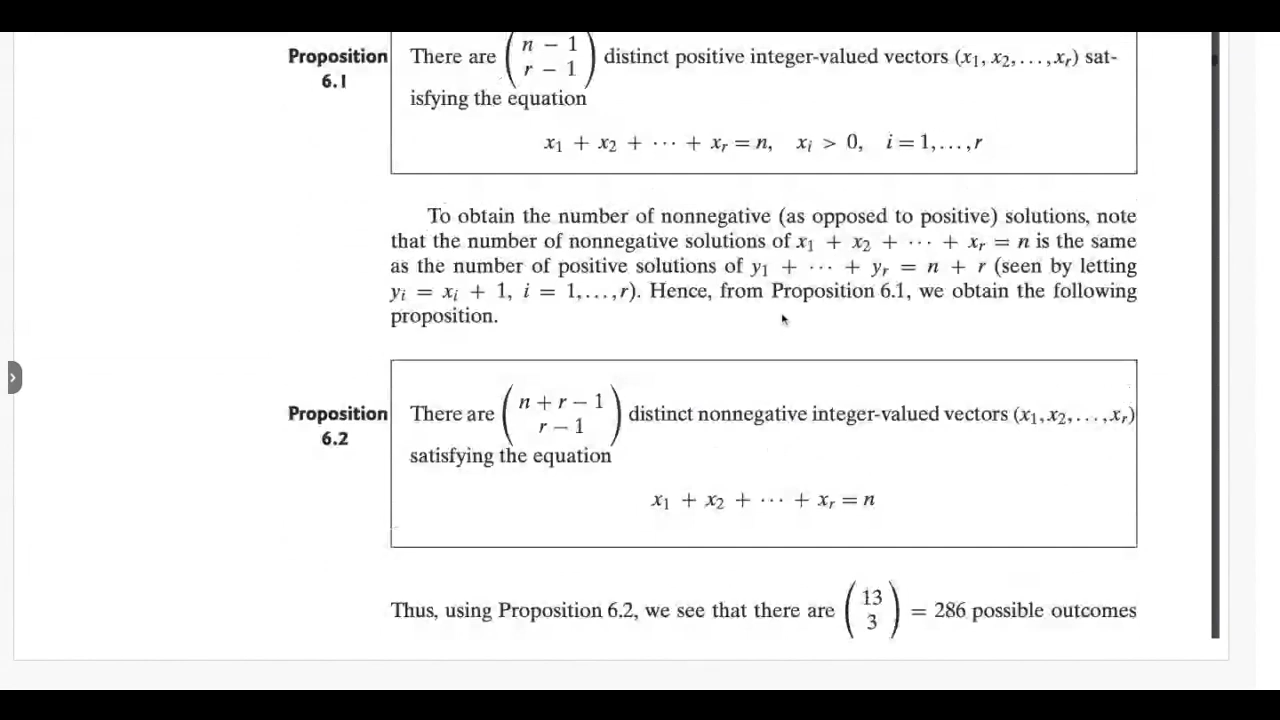 Proposition 6.1
There are (n − 1 r − 1) distinct positive integer-valued vectors (x₁, x₂, . . . , xᵣ) sat-
isfying the equation
x₁ + x₂ + ⋯ + xᵣ = n, xᵢ > 0, i = 1, . . . , r
To obtain the number of nonnegative (as opposed to positive) solutions, note
that the number of nonnegative solutions of x₁ + x₂ + ⋯ + xᵣ = n is the same
as the number of positive solutions of y₁ + ⋯ + yᵣ = n + r (seen by letting
yᵢ = xᵢ + 1, i = 1, . . . , r). Hence, from Proposition 6.1, we obtain the following
proposition.
Proposition 6.2
There are (n + r − 1 r − 1) distinct nonnegative integer-valued vectors (x₁, x₂, . . . , xᵣ)
satisfying the equation
x₁ + x₂ + ⋯ + xᵣ = n
Thus, using Proposition 6.2, we see that there are (13 3) = 286 possible outcomes